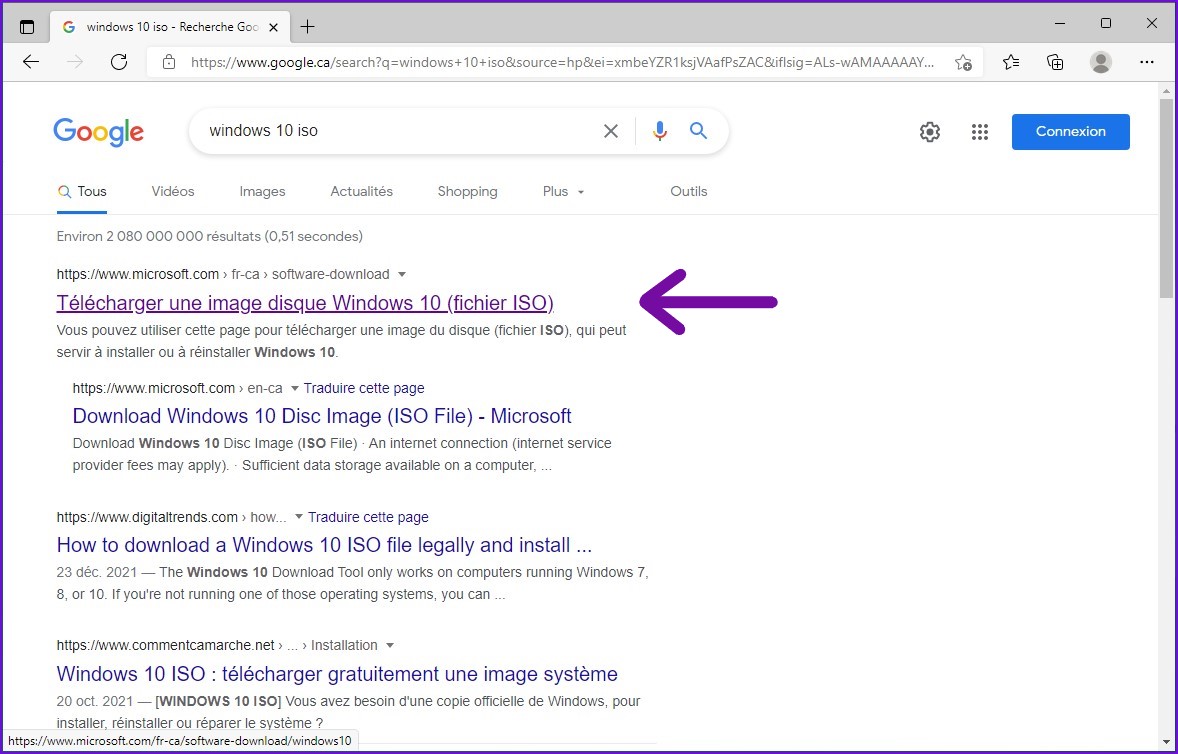 windows 10 iso - Recherche Goo
https://www.google.ca/search?q=windows+10+iso&source=hp&ei=xmbeYZR1ksjVAafPsZAC&iflsig=ALs-wAMAAAAAY...
Google
windows 10 iso
Connexion
Tous Vidéos Images Actualités Shopping Plus Outils
Environ 2 080 000 000 résultats (0,51 secondes)
https://www.microsoft.com › fr-ca › software-download
Télécharger une image disque Windows 10 (fichier ISO)
Vous pouvez utiliser cette page pour télécharger une image du disque (fichier ISO), qui peut
servir à installer ou à réinstaller Windows 10.
https://www.microsoft.com › en-ca Traduire cette page
Download Windows 10 Disc Image (ISO File) - Microsoft
Download Windows 10 Disc Image (ISO File) · An internet connection (internet service
provider fees may apply). · Sufficient data storage available on a computer, ...
https://www.digitaltrends.com › how... Traduire cette page
How to download a Windows 10 ISO file legally and install ...
23 déc. 2021 — The Windows 10 Download Tool only works on computers running Windows 7,
8, or 10. If you're not running one of those operating systems, you can ...
https://www.commentcamarche.net › ... › Installation
Windows 10 ISO : télécharger gratuitement une image système
20 oct. 2021 — [WINDOWS 10 ISO] Vous avez besoin d'une copie officielle de Windows, pour
installer, réinstaller ou réparer le système ?
https://www.microsoft.com/fr-ca/software-download/windows10